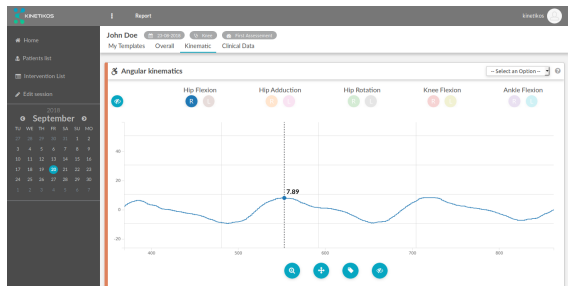 KINETIKOS
Report
kinetikos
Home
Patients list
Intervention List
Edit session
2018
September
TU WE TH FR SA SU MO
27 28 29 30 31 1 2
3 4 5 6 7 8 9
10 11 12 13 14 15 16
17 18 19 20 21 22 23
24 25 26 27 28 29 30
1 2 3 4 5 6 7
John Doe
First Assessment
My Templates Overall Kinematic Clinical Data
Angular kinematics
-- Select an Option --
Hip Flexion Hip Adduction Hip Rotation Knee Flexion Ankle Flexion
R L R L R L R L R L
40
20
0
-20
7.89
400 500 600 700 800